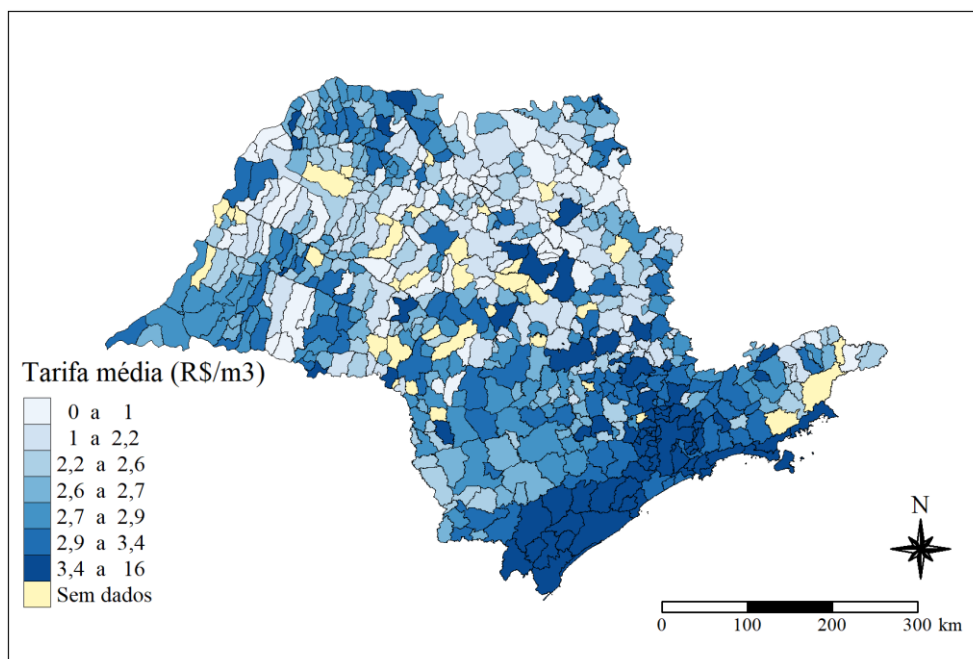 Tarifa média (R$/m3)
0 a 1
1 a 2,2
2,2 a 2,6
2,6 a 2,7
2,7 a 2,9
2,9 a 3,4
3,4 a 16
Sem dados
N
0 100 200 300 km